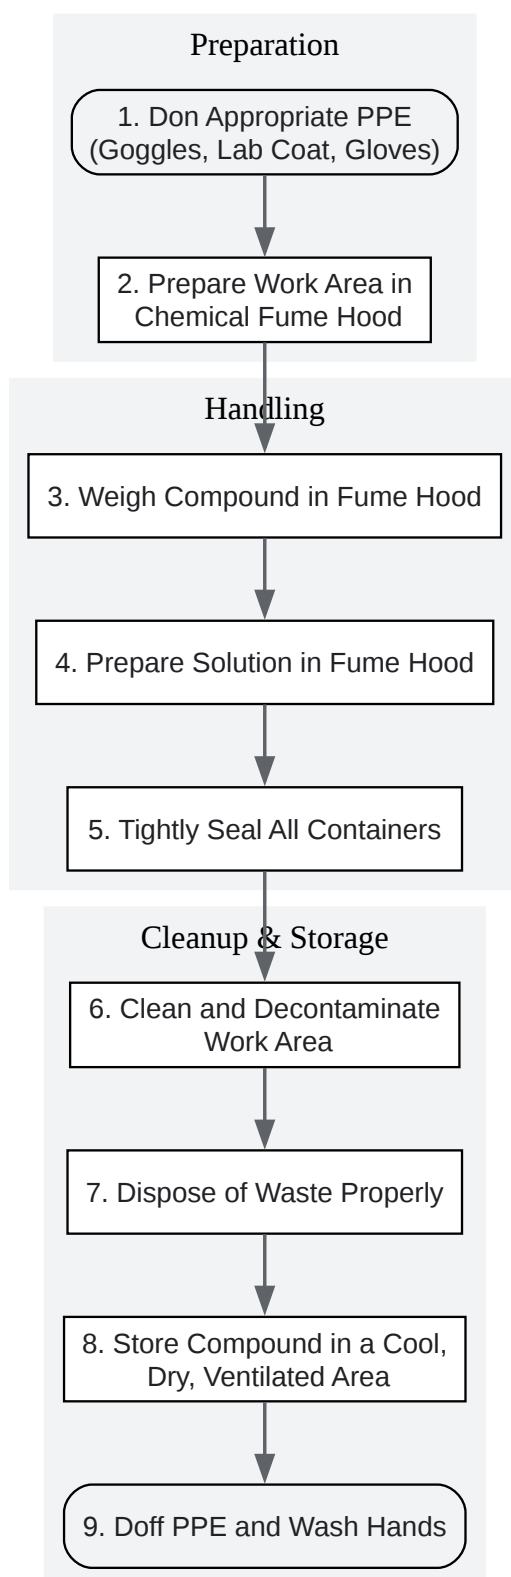 Preparation
1. Don Appropriate PPE
(Goggles, Lab Coat, Gloves)
2. Prepare Work Area in
Chemical Fume Hood
Handling
3. Weigh Compound in Fume Hood
4. Prepare Solution in Fume Hood
5. Tightly Seal All Containers
Cleanup & Storage
6. Clean and Decontaminate
Work Area
7. Dispose of Waste Properly
8. Store Compound in a Cool,
Dry, Ventilated Area
9. Doff PPE and Wash Hands